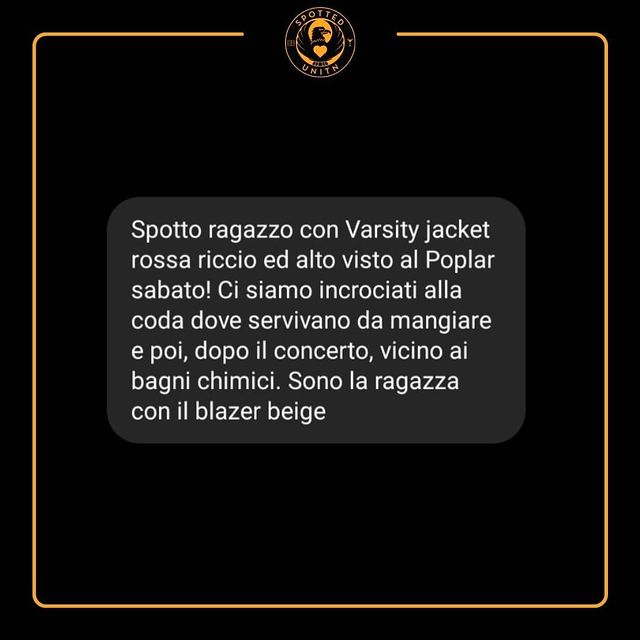 SPOTTED
UNITN
Spotto ragazzo con Varsity jacket
rossa riccio ed alto visto al Poplar
sabato! Ci siamo incrociati alla
coda dove servivano da mangiare
e poi, dopo il concerto, vicino ai
bagni chimici. Sono la ragazza
con il blazer beige